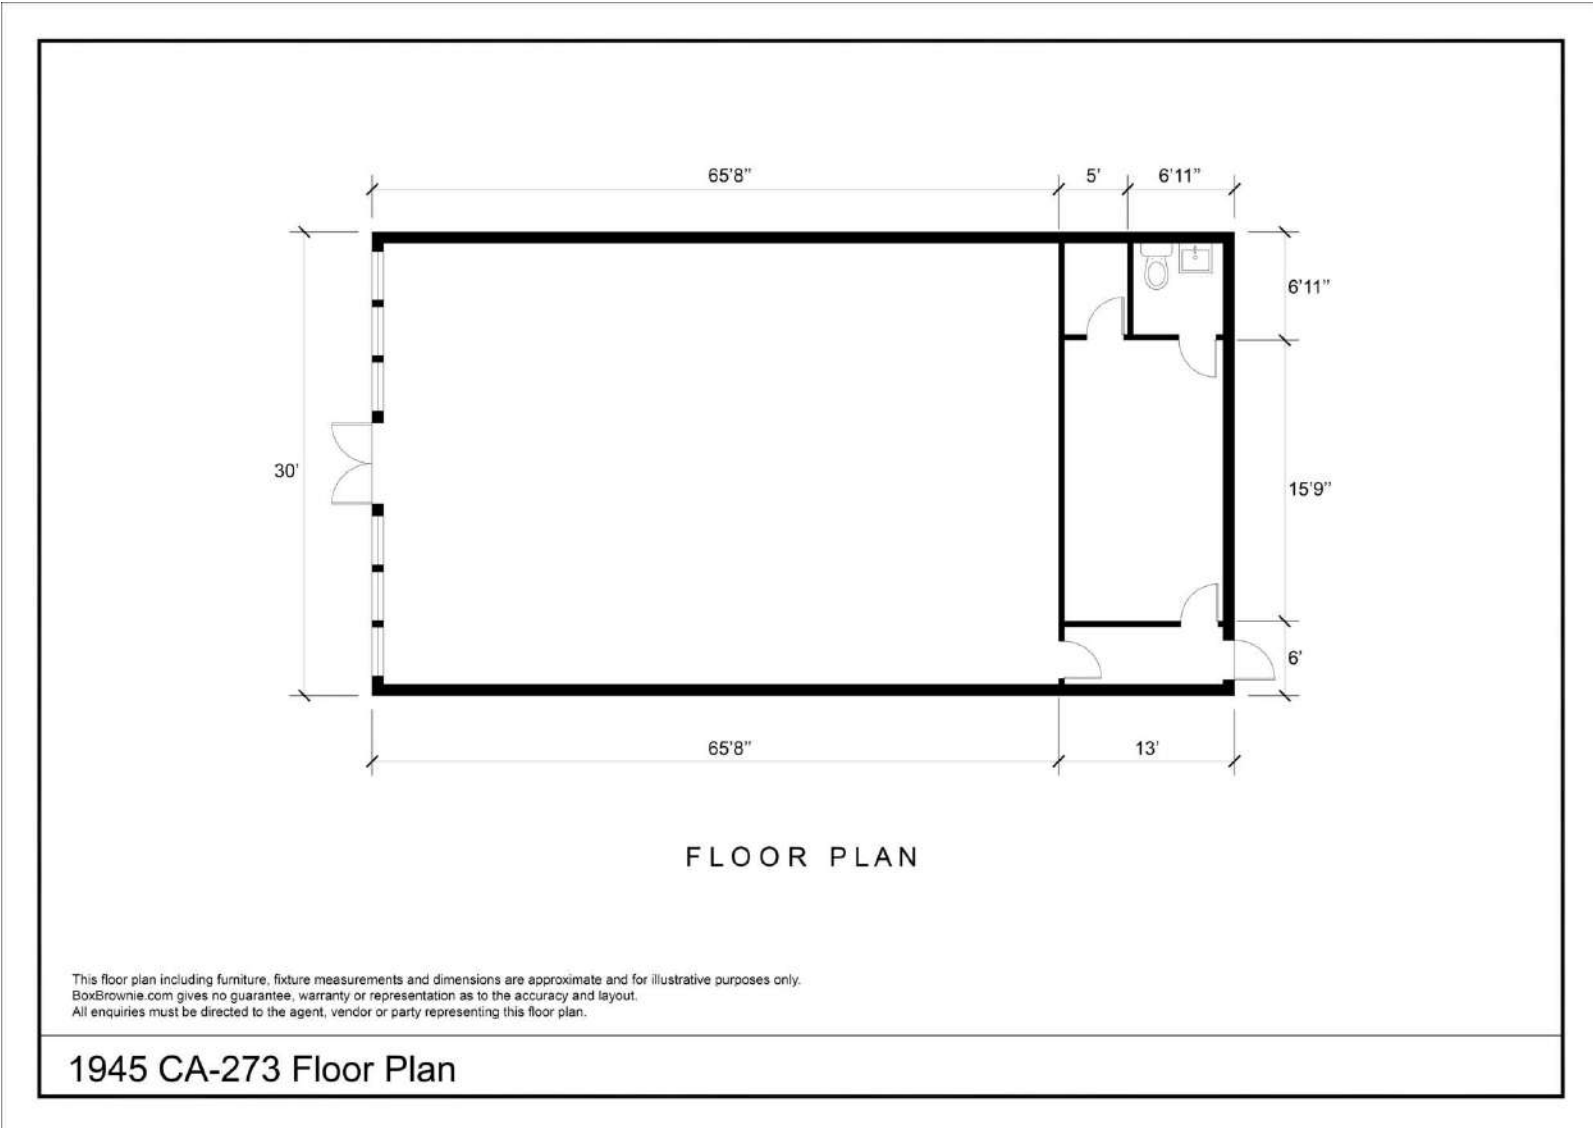 65'8” 5' 6'11”
6'11”
30'
15'9”
6'
65'8” 13'
FLOOR PLAN
This floor plan including furniture, fixture measurements and dimensions are approximate and for illustrative purposes only.
BoxBrownie.com gives no guarantee, warranty or representation as to the accuracy and layout.
All enquiries must be directed to the agent, vendor or party representing this floor plan.
1945 CA-273 Floor Plan